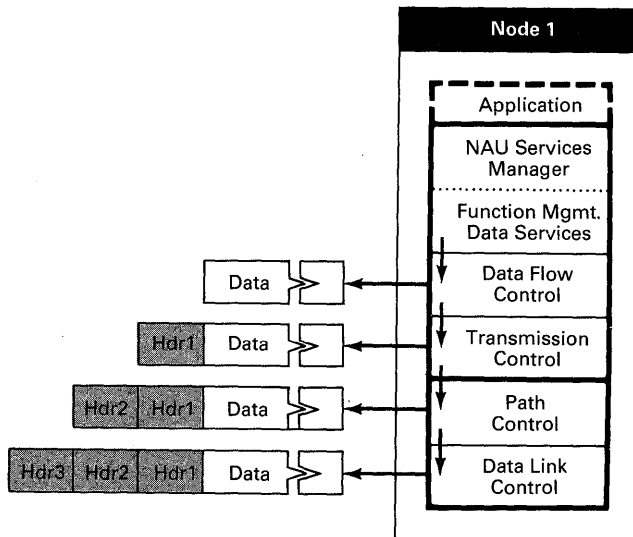 Node 1
Application
NAU Services
Manager
Function Mgmt.
Data Services
Data
Data Flow
Control
Hdr1 Data
Transmission
Control
Hdr2 Hdr1 Data
Path
Control
Hdr3 Hdr2 Hdr1 Data
Data Link
Control